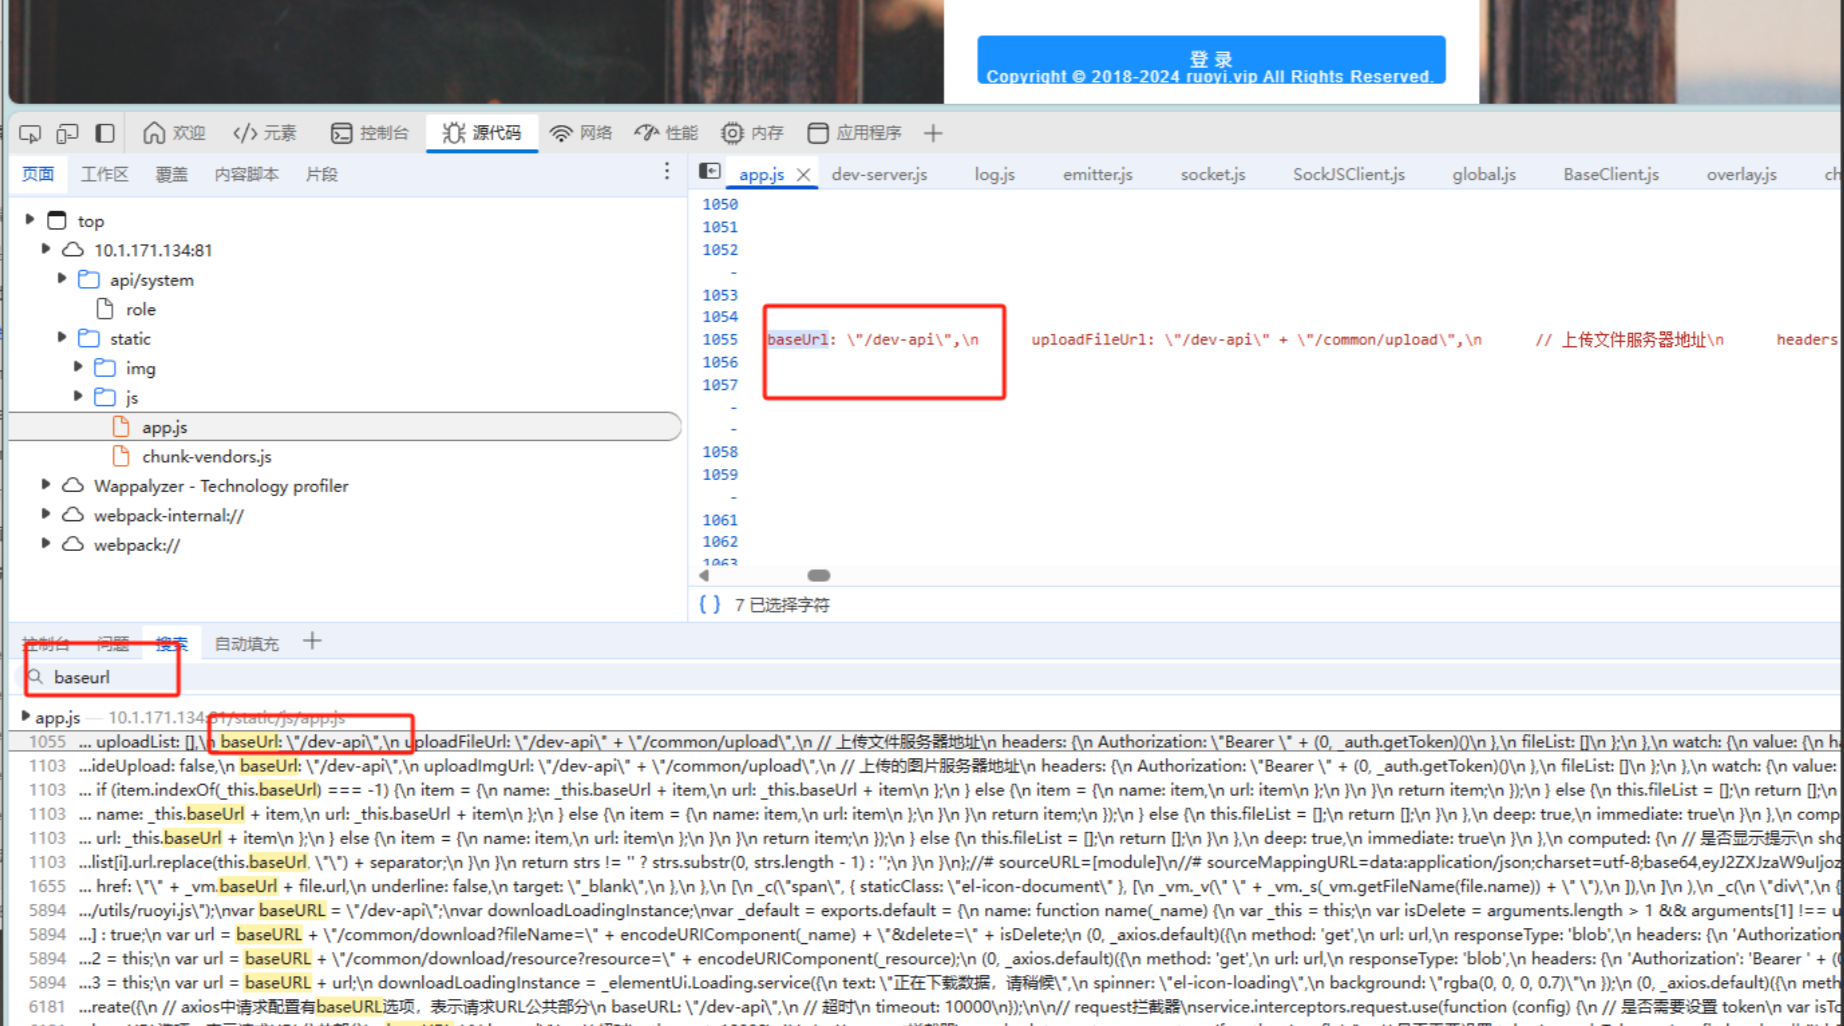 登 录
Copyright © 2018-2024 ruoyi.vip All Rights Reserved.
欢迎 元素 控制台 源代码 网络 性能 内存 应用程序
页面 工作区 覆盖 内容脚本 片段
app.js dev-server.js log.js emitter.js socket.js SockJSClient.js global.js BaseClient.js overlay.js ch
top
10.1.171.134:81
api/system
role
static
img
js
app.js
chunk-vendors.js
Wappalyzer - Technology profiler
webpack-internal://
webpack://
1050
1051
1052
-
1053
1054
1055 baseUrl: \"/dev-api\",\n uploadFileUrl: \"/dev-api\" + \"/common/upload\",\n // 上传文件服务器地址\n headers
1056
1057
-
-
1058
1059
-
1061
1062
1063
{ } 7 已选择字符
控制台 问题 搜索 自动填充
baseurl
app.js — 10.1.171.134:81/static/js/app.js
1055 ... uploadList: [],\n baseUrl: \"/dev-api\",\n uploadFileUrl: \"/dev-api\" + \"/common/upload\",\n // 上传文件服务器地址\n headers: {\n Authorization: \"Bearer \" + (0, _auth.getToken)()\n },\n fileList: []\n };\n },\n watch: {\n value: {\n ha
1103 ...ideUpload: false,\n baseUrl: \"/dev-api\",\n uploadImgUrl: \"/dev-api\" + \"/common/upload\",\n // 上传的图片服务器地址\n headers: {\n Authorization: \"Bearer \" + (0, _auth.getToken)()\n },\n fileList: []\n };\n },\n watch: {\n value:
1103 ... if (item.indexOf(_this.baseUrl) === -1) {\n item = {\n name: _this.baseUrl + item,\n url: _this.baseUrl + item\n };\n } else {\n item = {\n name: item,\n url: item\n };\n }\n }\n return item;\n });\n } else {\n this.fileList = [];\n return [];\n
1103 ... name: _this.baseUrl + item,\n url: _this.baseUrl + item\n };\n } else {\n item = {\n name: item,\n url: item\n };\n }\n }\n return item;\n });\n } else {\n this.fileList = [];\n return [];\n }\n },\n deep: true,\n immediate: true\n }\n },\n comp
1103 ... url: _this.baseUrl + item\n };\n } else {\n item = {\n name: item,\n url: item\n };\n }\n }\n return item;\n });\n } else {\n this.fileList = [];\n return [];\n }\n },\n deep: true,\n immediate: true\n }\n },\n computed: {\n // 是否显示提示\n sho
1103 ...list[i].url.replace(this.baseUrl, \"\") + separator;\n }\n }\n return strs != '' ? strs.substr(0, strs.length - 1) : '';\n }\n }\n};//# sourceURL=[module]\n//# sourceMappingURL=data:application/json;charset=utf-8;base64,eyJ2ZXJzaW9uIjoz
1655 ... href: \"\" + _vm.baseUrl + file.url,\n underline: false,\n target: \"_blank\",\n },\n },\n [\n _c(\"span\", { staticClass: \"el-icon-document\" }, [\n _vm._v(\" \" + _vm._s(_vm.getFileName(file.name)) + \" \"),\n ]),\n ]\n ),\n _c(\n \"div\",\n {
5894 .../utils/ruoyi.js\");\nvar baseURL = \"/dev-api\";\nvar downloadLoadingInstance;\nvar _default = exports.default = {\n name: function name(_name) {\n var _this = this;\n var isDelete = arguments.length > 1 && arguments[1] !== u
5894 ...] : true;\n var url = baseURL + \"/common/download?fileName=\" + encodeURIComponent(_name) + \"&delete=\" + isDelete;\n (0, _axios.default)({\n method: 'get',\n url: url,\n responseType: 'blob',\n headers: {\n 'Authorization
5894 ...2 = this;\n var url = baseURL + \"/common/download/resource?resource=\" + encodeURIComponent(_resource);\n (0, _axios.default)({\n method: 'get',\n url: url,\n responseType: 'blob',\n headers: {\n 'Authorization': 'Bearer ' + (0
5894 ...3 = this;\n var url = baseURL + url;\n downloadLoadingInstance = _elementUi.Loading.service({\n text: \"正在下载数据，请稍候\",\n spinner: \"el-icon-loading\",\n background: \"rgba(0, 0, 0, 0.7)\"\n });\n (0, _axios.default)({\n met
6181 ...reate({\n // axios中请求配置有baseURL选项，表示请求URL公共部分\n baseURL: \"/dev-api\",\n // 超时\n timeout: 10000\n});\n\n// request拦截器\nservice.interceptors.request.use(function (config) {\n // 是否需要设置 token\n var isTo